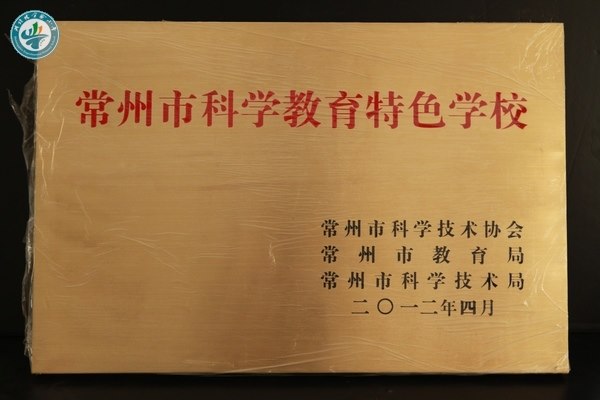 常州市科学教育特色学校
常州市科学技术协会
常州市教育局
常州市科学技术局
二〇一二年四月